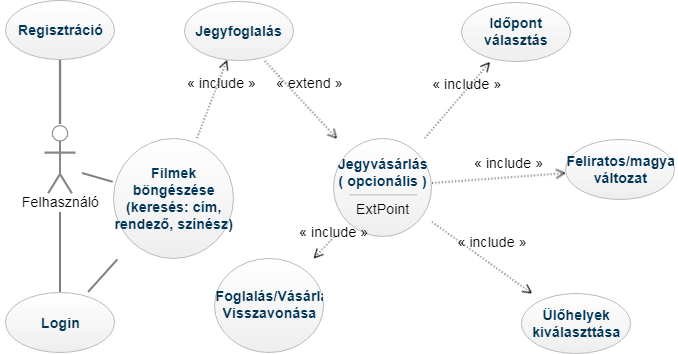 Regisztráció
Jegyfoglalás
Időpont
választás
« include »
« extend »
« include »
Felhasználó
Filmek
böngészése
(keresés: cím,
rendező, színész)
Jegyvásárlás
( opcionális )
ExtPoint
« include »
Feliratos/magya
változat
« include »
« include »
Foglalás/Vásárla
Visszavonása
Login
Ülőhelyek
kiválaszttása